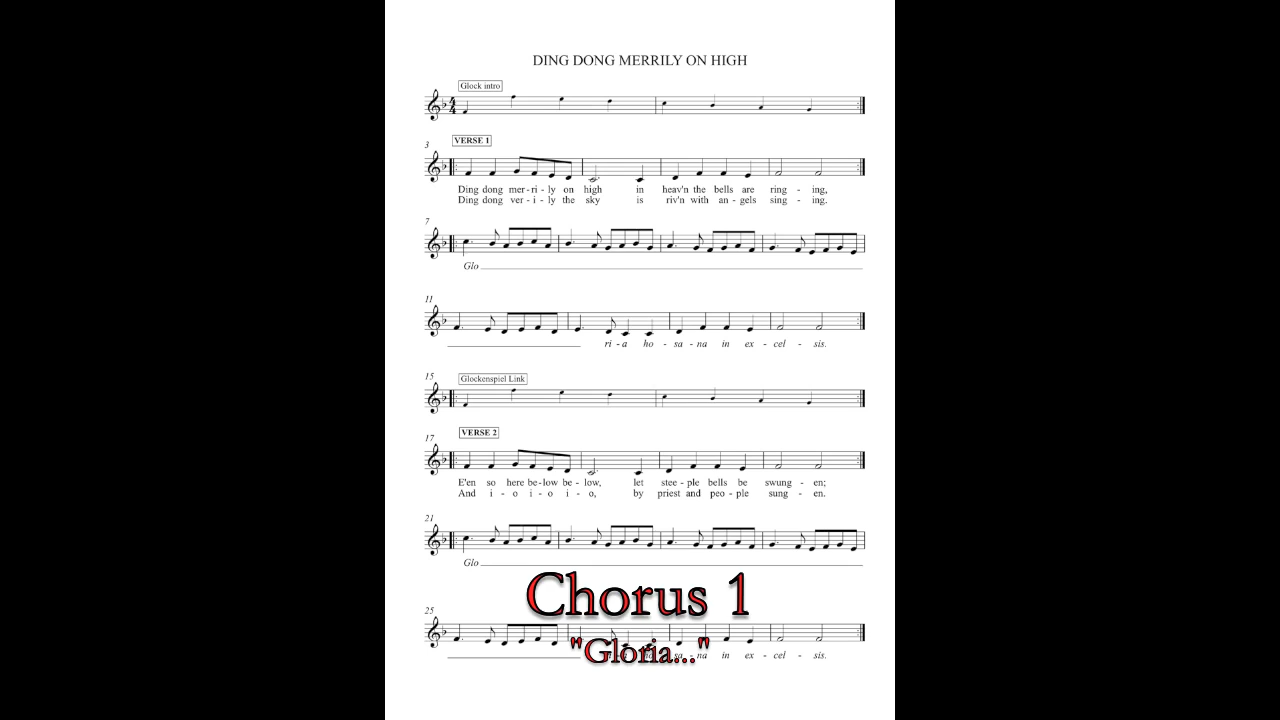 DING DONG MERRILY ON HIGH
Glock intro
3
VERSE 1
Ding dong mer - ri - ly on high in heav'n the bells are ring - ing,
Ding dong ver - i - ly the sky is riv'n with an - gels sing - ing.
7
Glo
11
ri - a ho - sa - na in ex - cel - sis.
15
Glockenspiel Link
17
VERSE 2
E'en so here be - low be - low, let stee - ple bells be swung - en;
And i - o i - o i - o, by priest and peo - ple sung - en.
21
Glo
Chorus 1
25
"Gloria..."
sa - na in ex - cel - sis.